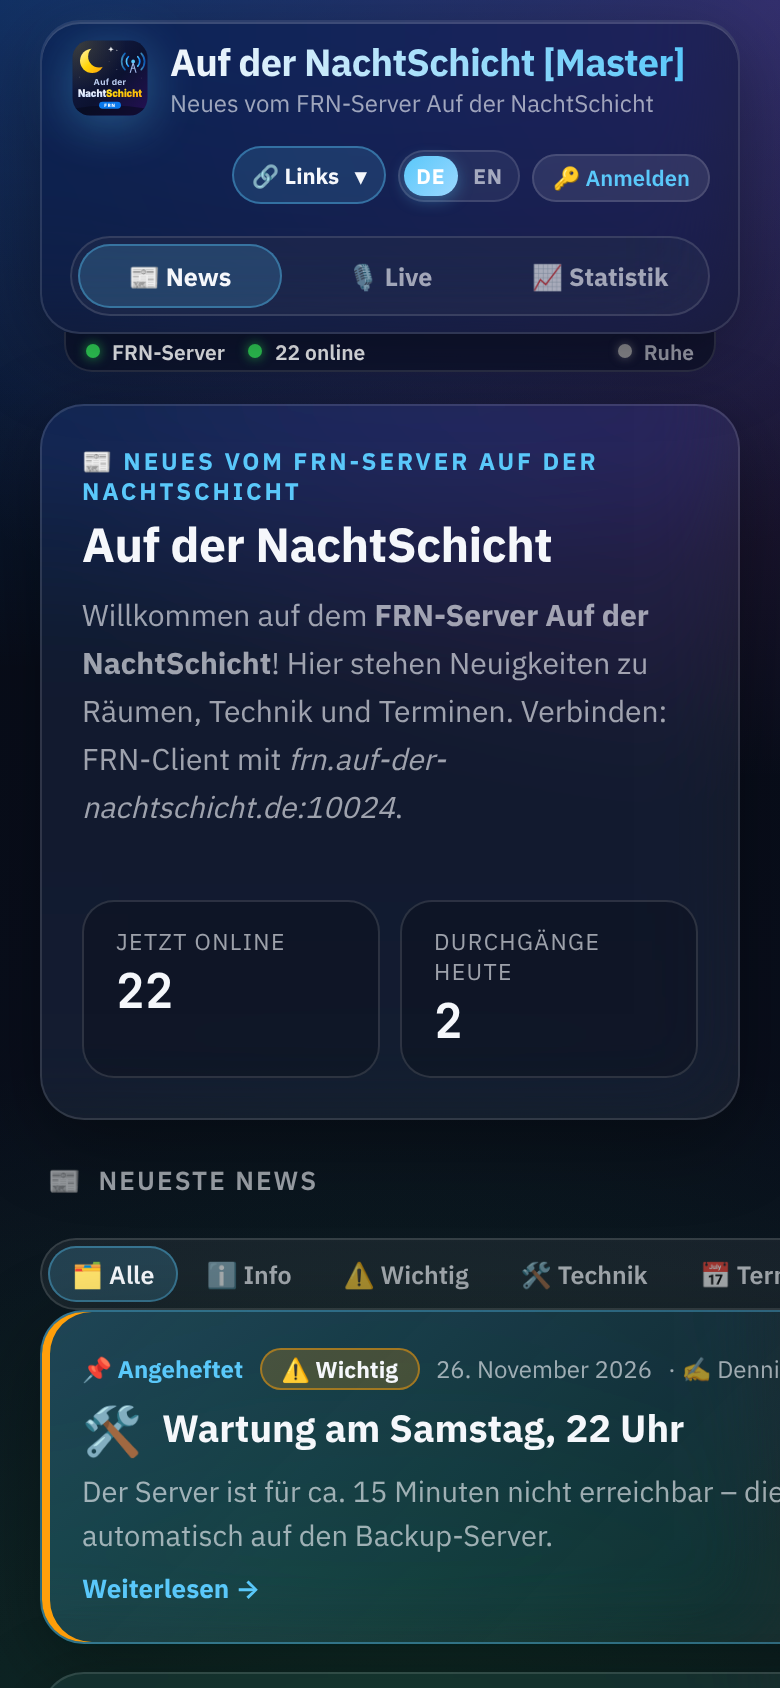 Auf der
NachtSchicht
FRN
Auf der NachtSchicht [Master]
Neues vom FRN-Server Auf der NachtSchicht
🔗 Links ▼
DE EN
🔑 Anmelden
📰 News
🎙️ Live
📈 Statistik
FRN-Server
22 online
Ruhe
📰 NEUES VOM FRN-SERVER AUF DER
NACHTSCHICHT
Auf der NachtSchicht
Willkommen auf dem FRN-Server Auf der
NachtSchicht! Hier stehen Neuigkeiten zu
Räumen, Technik und Terminen. Verbinden:
FRN-Client mit frn.auf-der-
nachtschicht.de:10024.
JETZT ONLINE
22
DURCHGÄNGE
HEUTE
2
📰 NEUESTE NEWS
🗂️ Alle
ℹ️ Info
⚠️ Wichtig
🛠️ Technik
📅 Terr
📌 Angeheftet ⚠️ Wichtig 26. November 2026 · ✍️ Denni
🛠️ Wartung am Samstag, 22 Uhr
Der Server ist für ca. 15 Minuten nicht erreichbar – die
automatisch auf den Backup-Server.
Weiterlesen →